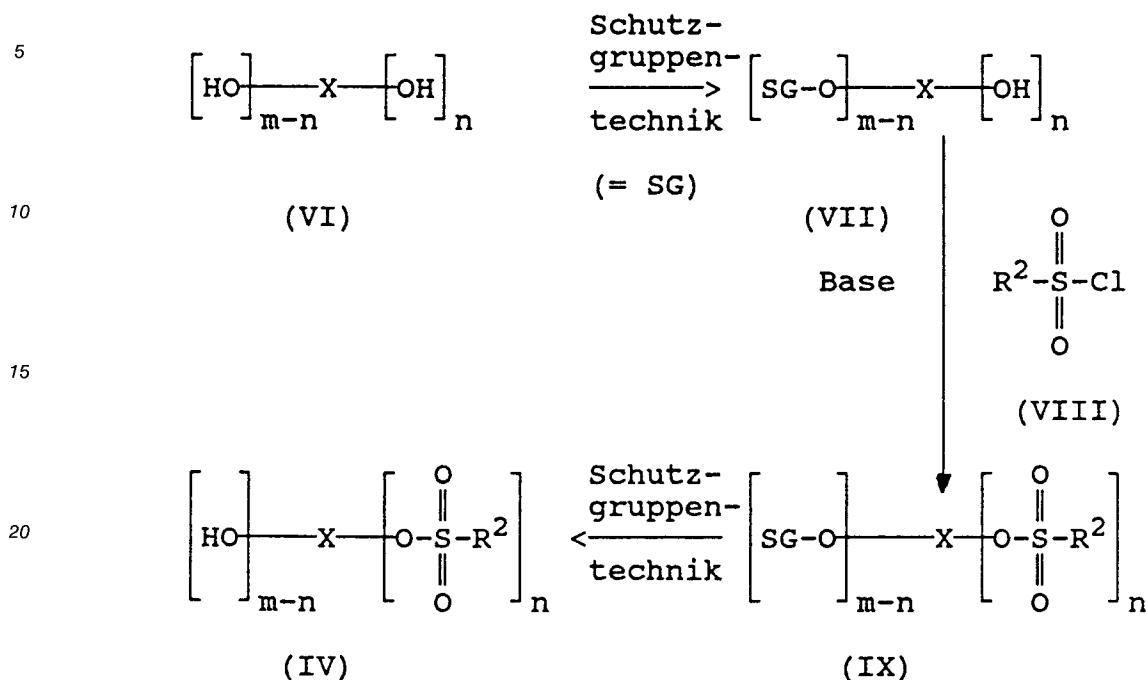 5
[HO]m-n—X—[OH]n
Schutz-
gruppen-
technik
(= SG)
[SG-O]m-n—X—[OH]n
10
(VI)
(VII)
Base
O
R2-S-Cl
O
15
(VIII)
20
[HO]m-n—X—[O-S-R2]n
O
O
Schutz-
gruppen-
technik
[SG-O]m-n—X—[O-S-R2]n
O
O
(IV)
(IX)